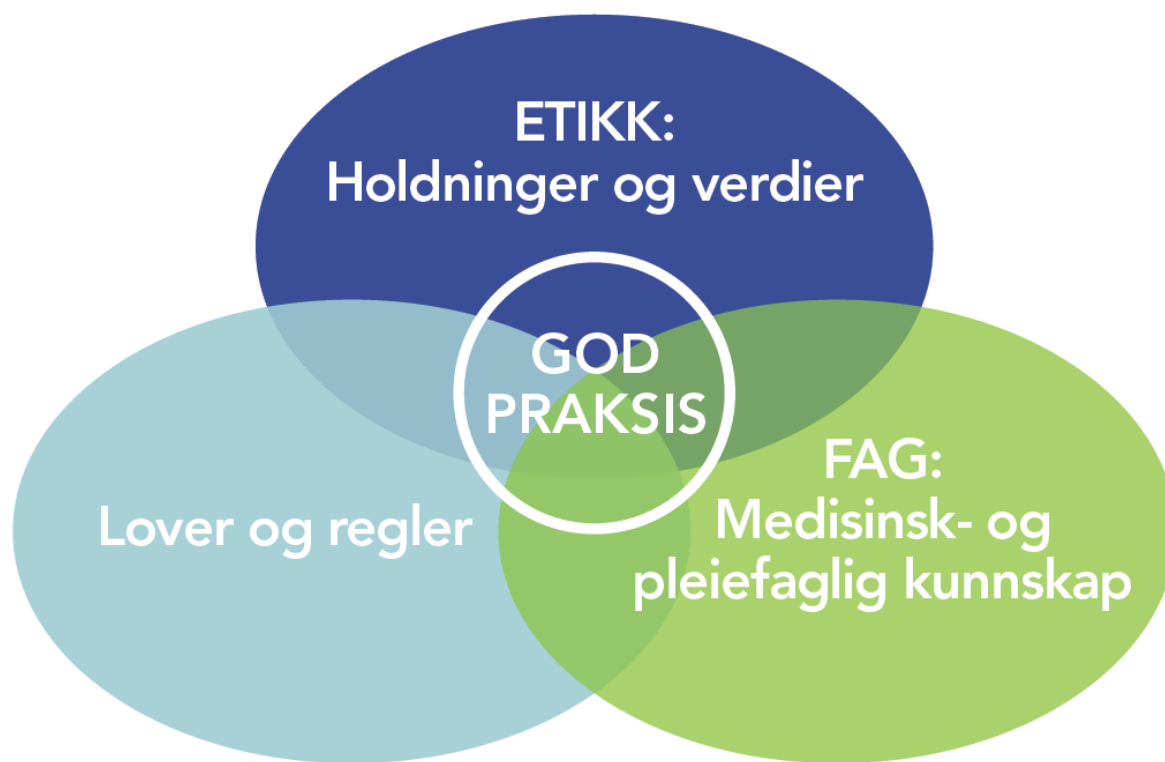 ETIKK:
Holdninger og verdier
GOD
PRAKSIS
Lover og regler
FAG:
Medisinsk- og
pleiefaglig kunnskap